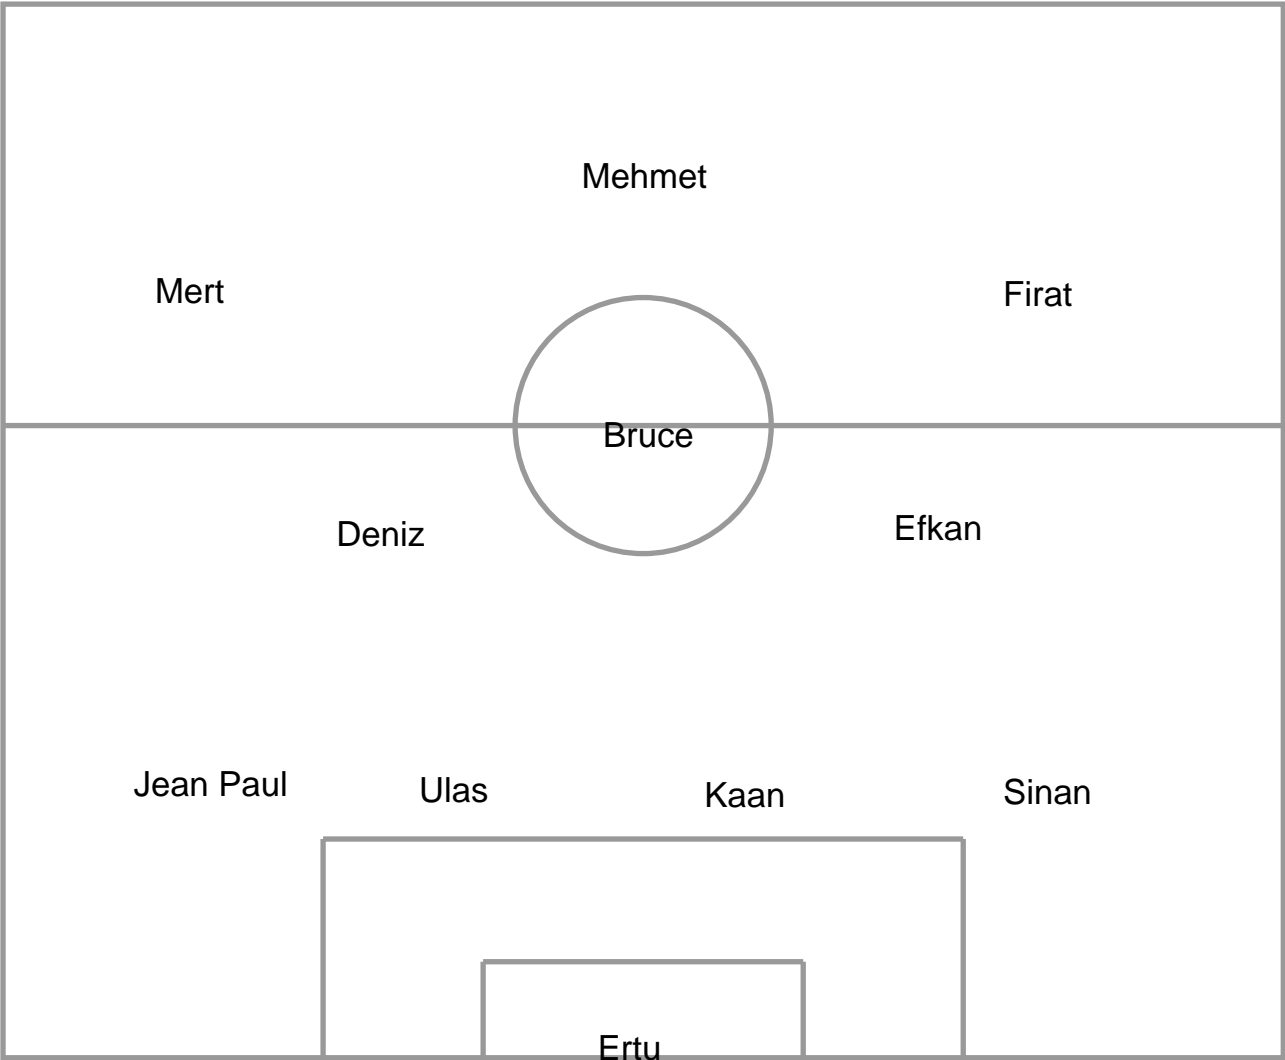 Mehmet
Mert
Firat
Bruce
Deniz
Efkan
Jean Paul
Ulas
Kaan
Sinan
Ertu